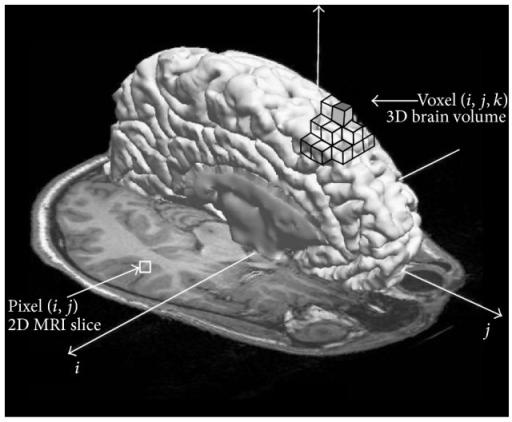 Voxel (i, j, k)
3D brain volume
Pixel (i, j)
2D MRI slice
i
j